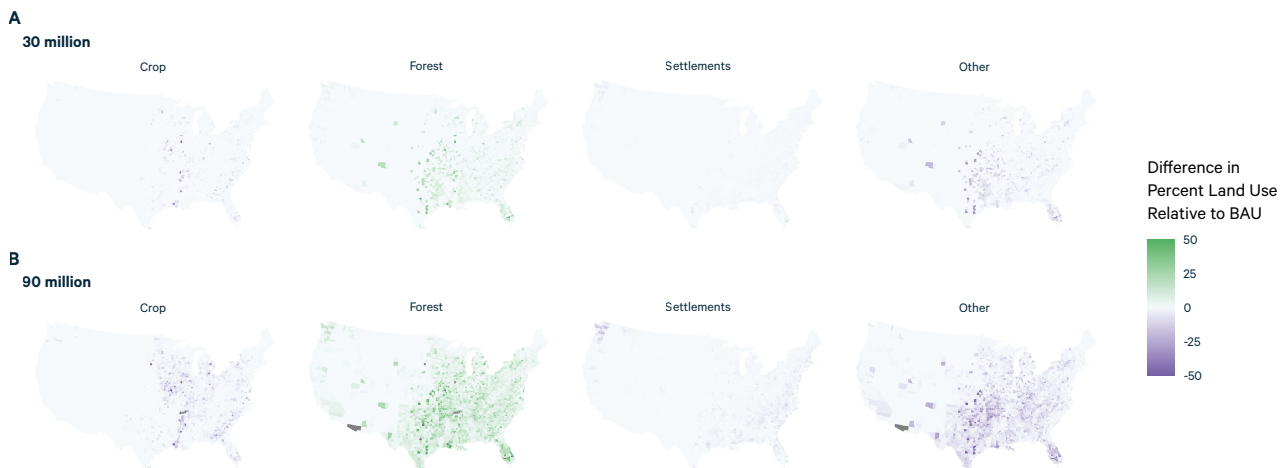 A
30 million
Crop
Forest
Settlements
Other
B
90 million
Crop
Forest
Settlements
Other
Difference in
Percent Land Use
Relative to BAU
50
25
0
-25
-50